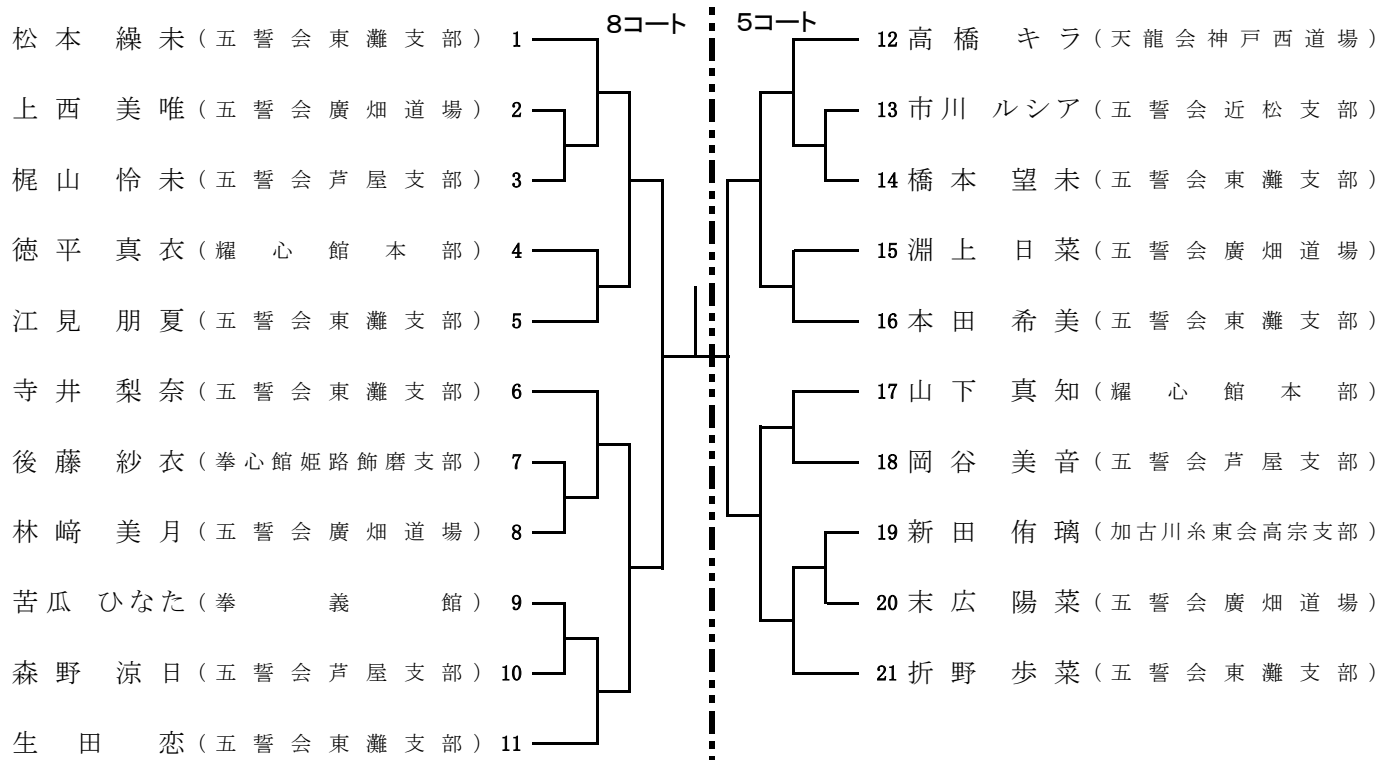 8コート
松本 繰未(五誓会東灘支部) 1
上西 美唯(五誓会廣畑道場) 2
梶山 怜未(五誓会芦屋支部) 3
徳平 真衣(耀心館本部) 4
江見 朋夏(五誓会東灘支部) 5
寺井 梨奈(五誓会東灘支部) 6
後藤 紗衣(拳心館姫路飾磨支部) 7
林﨑 美月(五誓会廣畑道場) 8
苦瓜 ひなた(拳義館) 9
森野 涼日(五誓会芦屋支部) 10
生田 恋(五誓会東灘支部) 11
5コート
12 高橋 キラ(天龍会神戸西道場)
13 市川 ルシア(五誓会近松支部)
14 橋本 望未(五誓会東灘支部)
15 淵上 日菜(五誓会廣畑道場)
16 本田 希美(五誓会東灘支部)
17 山下 真知(耀心館本部)
18 岡谷 美音(五誓会芦屋支部)
19 新田 侑璃(加古川糸東会高宗支部)
20 末広 陽菜(五誓会廣畑道場)
21 折野 歩菜(五誓会東灘支部)